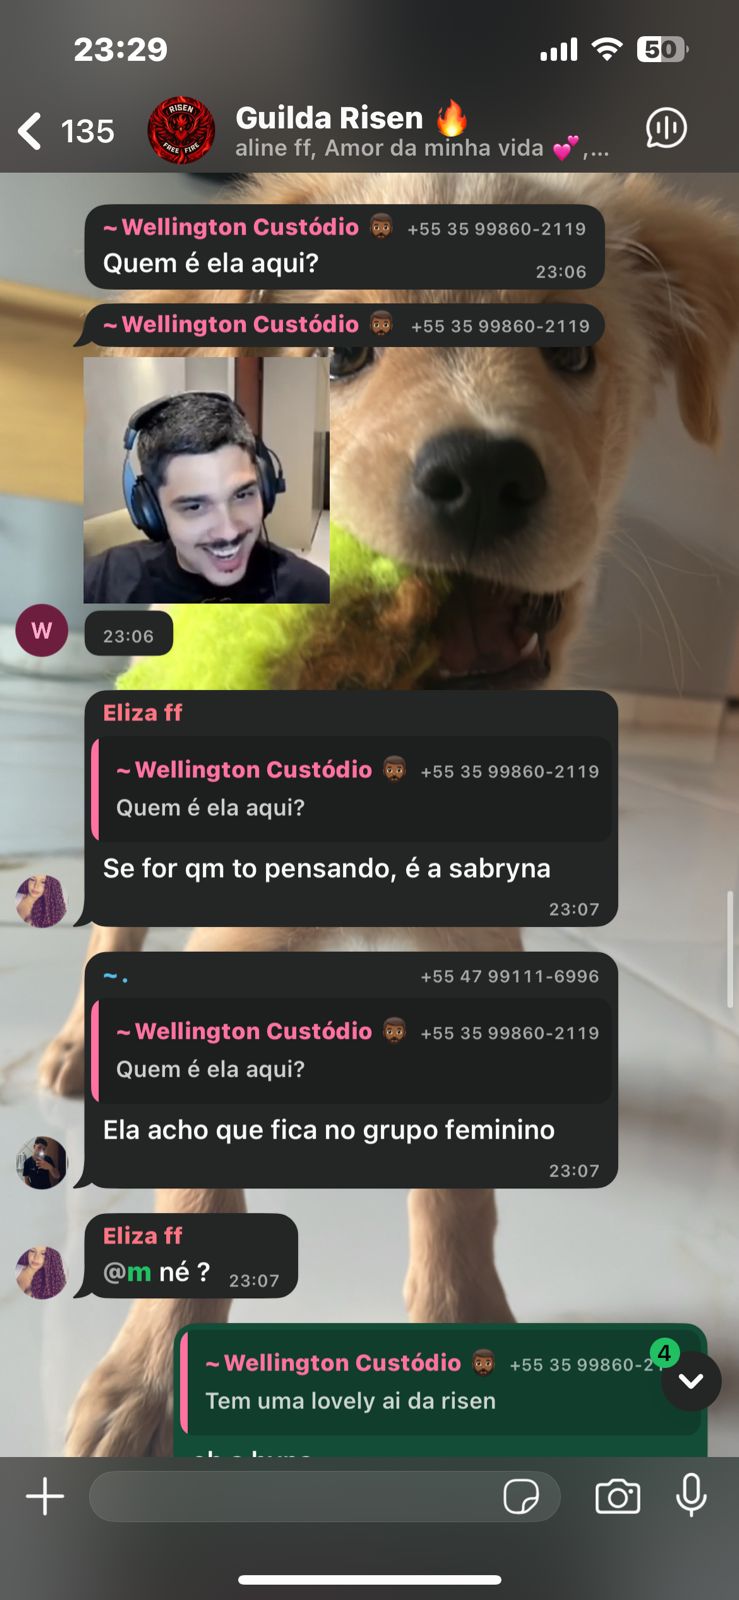 23:29
50
135
RISEN
FREE FIRE
Guilda Risen 🔥
aline ff, Amor da minha vida 💕,...
~Wellington Custódio 🧔🏾 +55 35 99860-2119
Quem é ela aqui?
23:06
~Wellington Custódio 🧔🏾 +55 35 99860-2119
W
23:06
Eliza ff
~Wellington Custódio 🧔🏾 +55 35 99860-2119
Quem é ela aqui?
Se for qm to pensando, é a sabryna
23:07
~. +55 47 99111-6996
~Wellington Custódio 🧔🏾 +55 35 99860-2119
Quem é ela aqui?
Ela acho que fica no grupo feminino
23:07
Eliza ff
@m né ? 23:07
4
~Wellington Custódio 🧔🏾 +55 35 99860-2
Tem uma lovely ai da risen